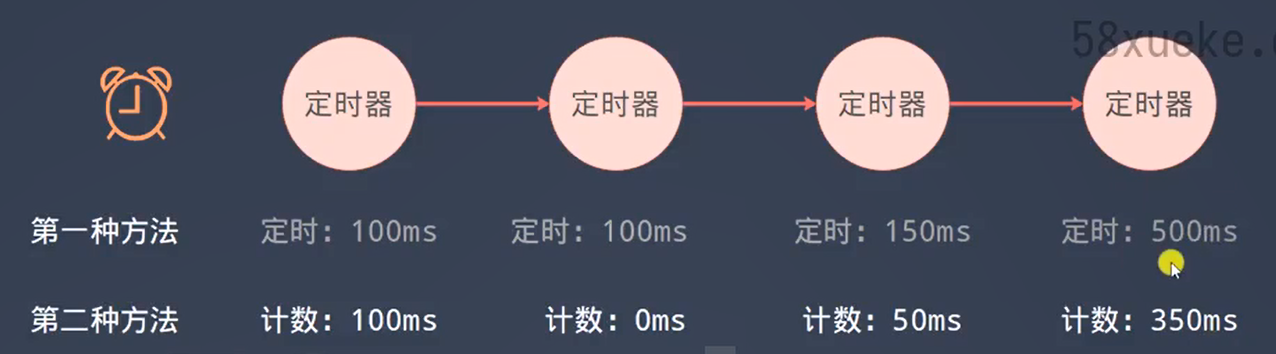 58xueke.
定时器 定时器 定时器 定时器
第一种方法 定时: 100ms 定时: 100ms 定时: 150ms 定时: 500ms
第二种方法 计数: 100ms 计数: 0ms 计数: 50ms 计数: 350ms